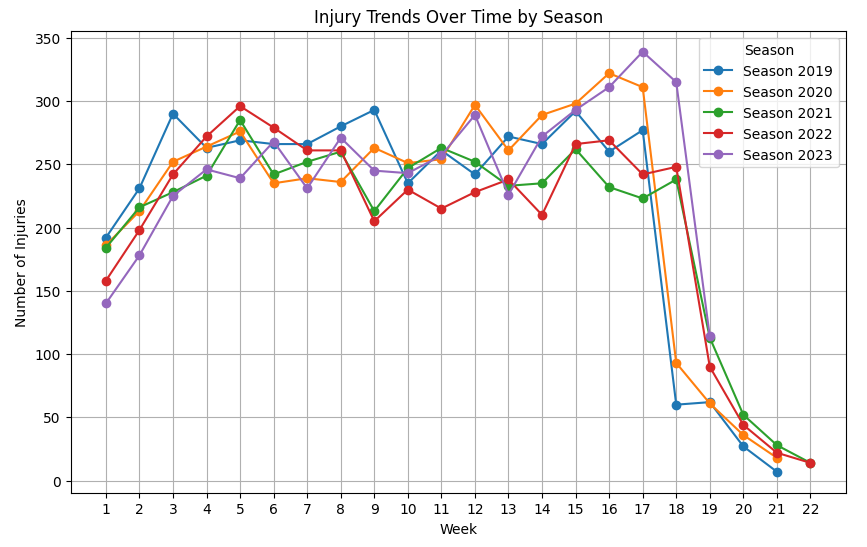 Injury Trends Over Time by Season
Number of Injuries
350
300
250
200
150
100
50
0
Season
Season 2019
Season 2020
Season 2021
Season 2022
Season 2023
1 2 3 4 5 6 7 8 9 10 11 12 13 14 15 16 17 18 19 20 21 22
Week